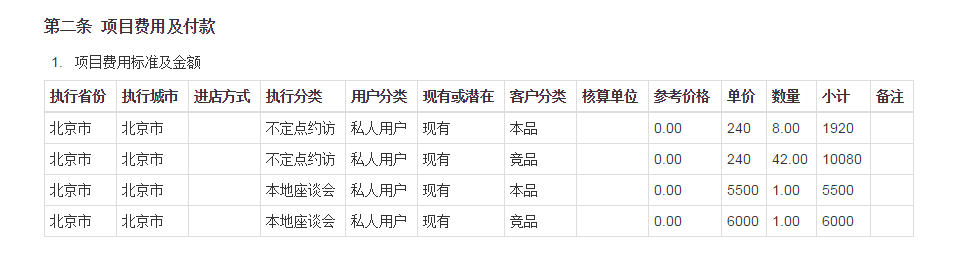 第二条 项目费用及付款
1. 项目费用标准及金额
执行省份 执行城市 进店方式 执行分类 用户分类 现有或潜在 客户分类 核算单位 参考价格 单价 数量 小计 备注
北京市 北京市 不定点约访 私人用户 现有 本品 0.00 240 8.00 1920
北京市 北京市 不定点约访 私人用户 现有 竞品 0.00 240 42.00 10080
北京市 北京市 本地座谈会 私人用户 现有 本品 0.00 5500 1.00 5500
北京市 北京市 本地座谈会 私人用户 现有 竞品 0.00 6000 1.00 6000